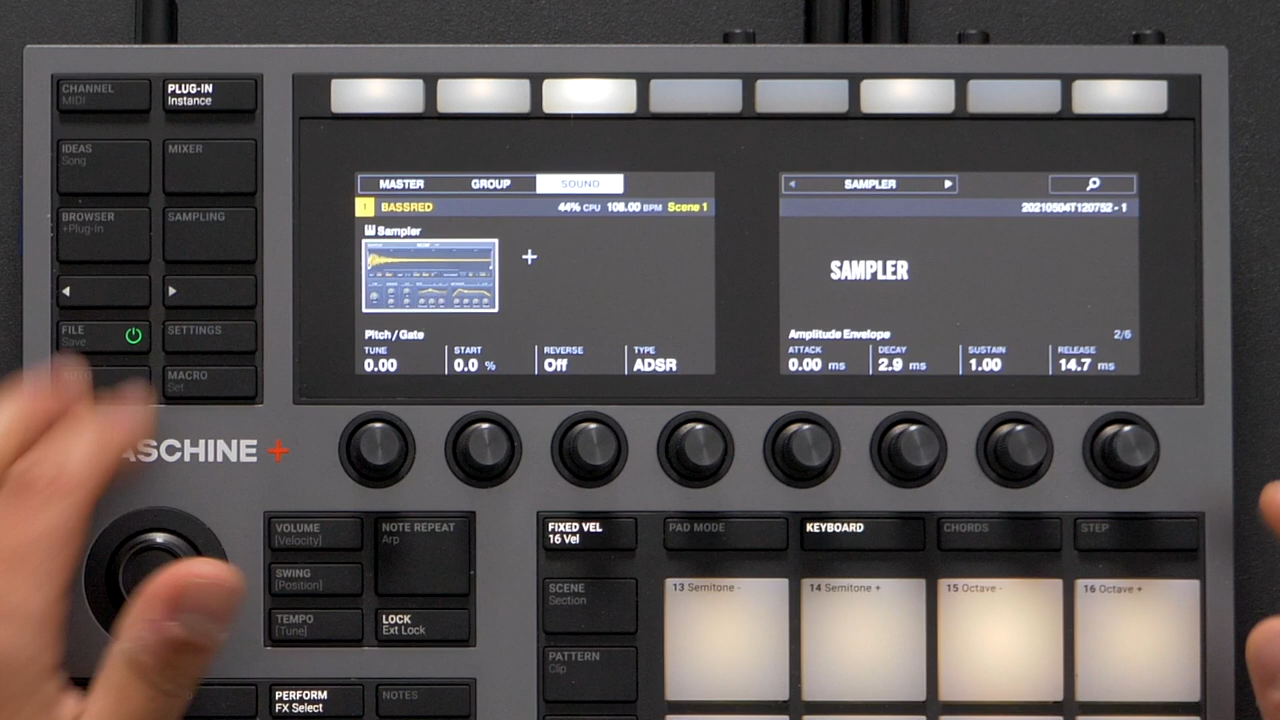 CHANNEL
MIDI
PLUG-IN
Instance
IDEAS
Song
MIXER
BROWSER
+Plug-In
SAMPLING
FILE
Save
SETTINGS
AUTO
MACRO
Set
MASTER GROUP SOUND
! BASSRED 44% CPU 108.00 BPM Scene 1
Sampler
+
Pitch / Gate
TUNE START REVERSE TYPE
0.00 0.0 % Off ADSR
SAMPLER
20210504T120752 - 1
SAMPLER
Amplitude Envelope 2/6
ATTACK DECAY SUSTAIN RELEASE
0.00 ms 2.9 ms 1.00 14.7 ms
ASCHINE +
VOLUME
[Velocity]
NOTE REPEAT
Arp
SWING
[Position]
TEMPO
[Tune]
LOCK
Ext Lock
PERFORM
FX Select
NOTES
FIXED VEL
16 Vel
PAD MODE
KEYBOARD
CHORDS
STEP
SCENE
Section
PATTERN
Clip
13 Semitone -
14 Semitone +
15 Octave -
16 Octave +